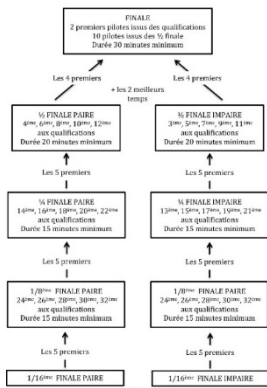 FINALE
2 premiers pilotes issus des qualifications
10 pilotes issus des ½ finale
Durée 30 minutes minimum
Les 4 premiers
Les 4 premiers
+ les 2 meilleurs
temps
½ FINALE PAIRE
4ème, 6ème, 8ème, 10ème, 12ème
aux qualifications
Durée 20 minutes minimum
½ FINALE IMPAIRE
3ème, 5ème, 7ème, 9ème, 11ème
aux qualifications
Durée 20 minutes minimum
Les 5 premiers
Les 5 premiers
¼ FINALE PAIRE
14ème, 16ème, 18ème, 20ème, 22ème
aux qualifications
Durée 15 minutes minimum
¼ FINALE IMPAIRE
13ème, 15ème, 17ème, 19ème, 21ème
aux qualifications
Durée 15 minutes minimum
Les 5 premiers
Les 5 premiers
1/8ème FINALE PAIRE
24ème, 26ème, 28ème, 30ème, 32ème
aux qualifications
Durée 15 minutes minimum
1/8ème FINALE IMPAIRE
24ème, 26ème, 28ème, 30ème, 32ème
aux qualifications
Durée 15 minutes minimum
Les 5 premiers
Les 5 premiers
1/16ème FINALE PAIRE
1/16ème FINALE IMPAIRE